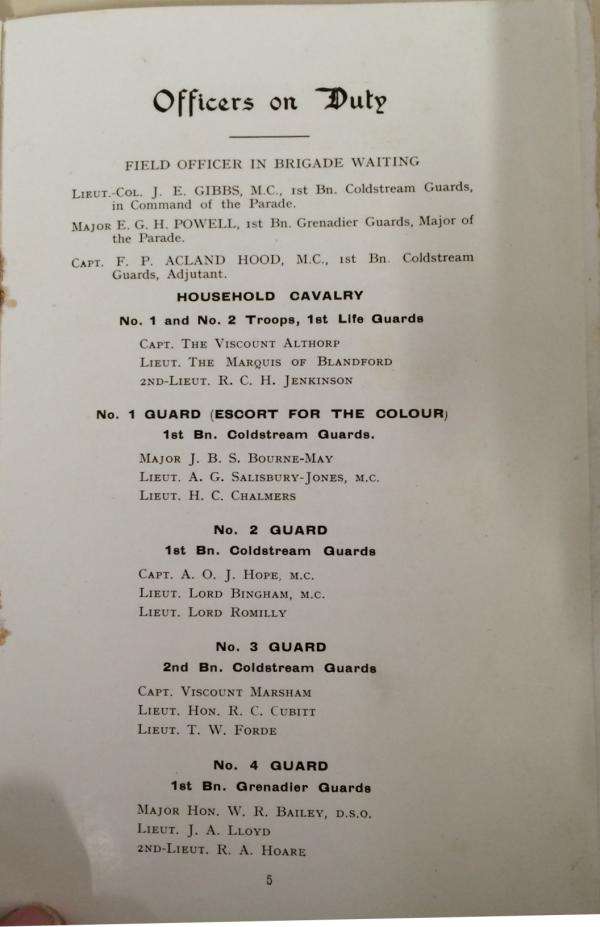 Officers on Duty
FIELD OFFICER IN BRIGADE WAITING
LIEUT.-COL. J. E. GIBBS, M.C., 1st Bn. Coldstream Guards,
in Command of the Parade.
MAJOR E. G. H. POWELL, 1st Bn. Grenadier Guards, Major of
the Parade.
CAPT. F. P. ACLAND HOOD, M.C., 1st Bn. Coldstream
Guards, Adjutant.
HOUSEHOLD CAVALRY
No. 1 and No. 2 Troops, 1st Life Guards
CAPT. THE VISCOUNT ALTHORP
LIEUT. THE MARQUIS OF BLANDFORD
2ND-LIEUT. R. C. H. JENKINSON
No. 1 GUARD (ESCORT FOR THE COLOUR)
1st Bn. Coldstream Guards.
MAJOR J. B. S. BOURNE-MAY
LIEUT. A. G. SALISBURY-JONES, M.C.
LIEUT. H. C. CHALMERS
No. 2 GUARD
1st Bn. Coldstream Guards
CAPT. A. O. J. HOPE, M.C.
LIEUT. LORD BINGHAM, M.C.
LIEUT. LORD ROMILLY
No. 3 GUARD
2nd Bn. Coldstream Guards
CAPT. VISCOUNT MARSHAM
LIEUT. HON. R. C. CUBITT
LIEUT. T. W. FORDE
No. 4 GUARD
1st Bn. Grenadier Guards
MAJOR HON. W. R. BAILEY, D.S.O.
LIEUT. J. A. LLOYD
2ND-LIEUT. R. A. HOARE
5